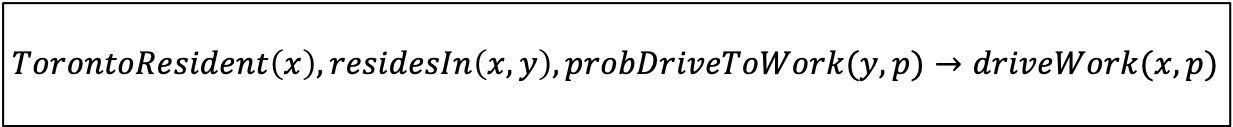 TorontoResident(x), residesIn(x, y), probDriveToWork(y, p) → driveWork(x, p)